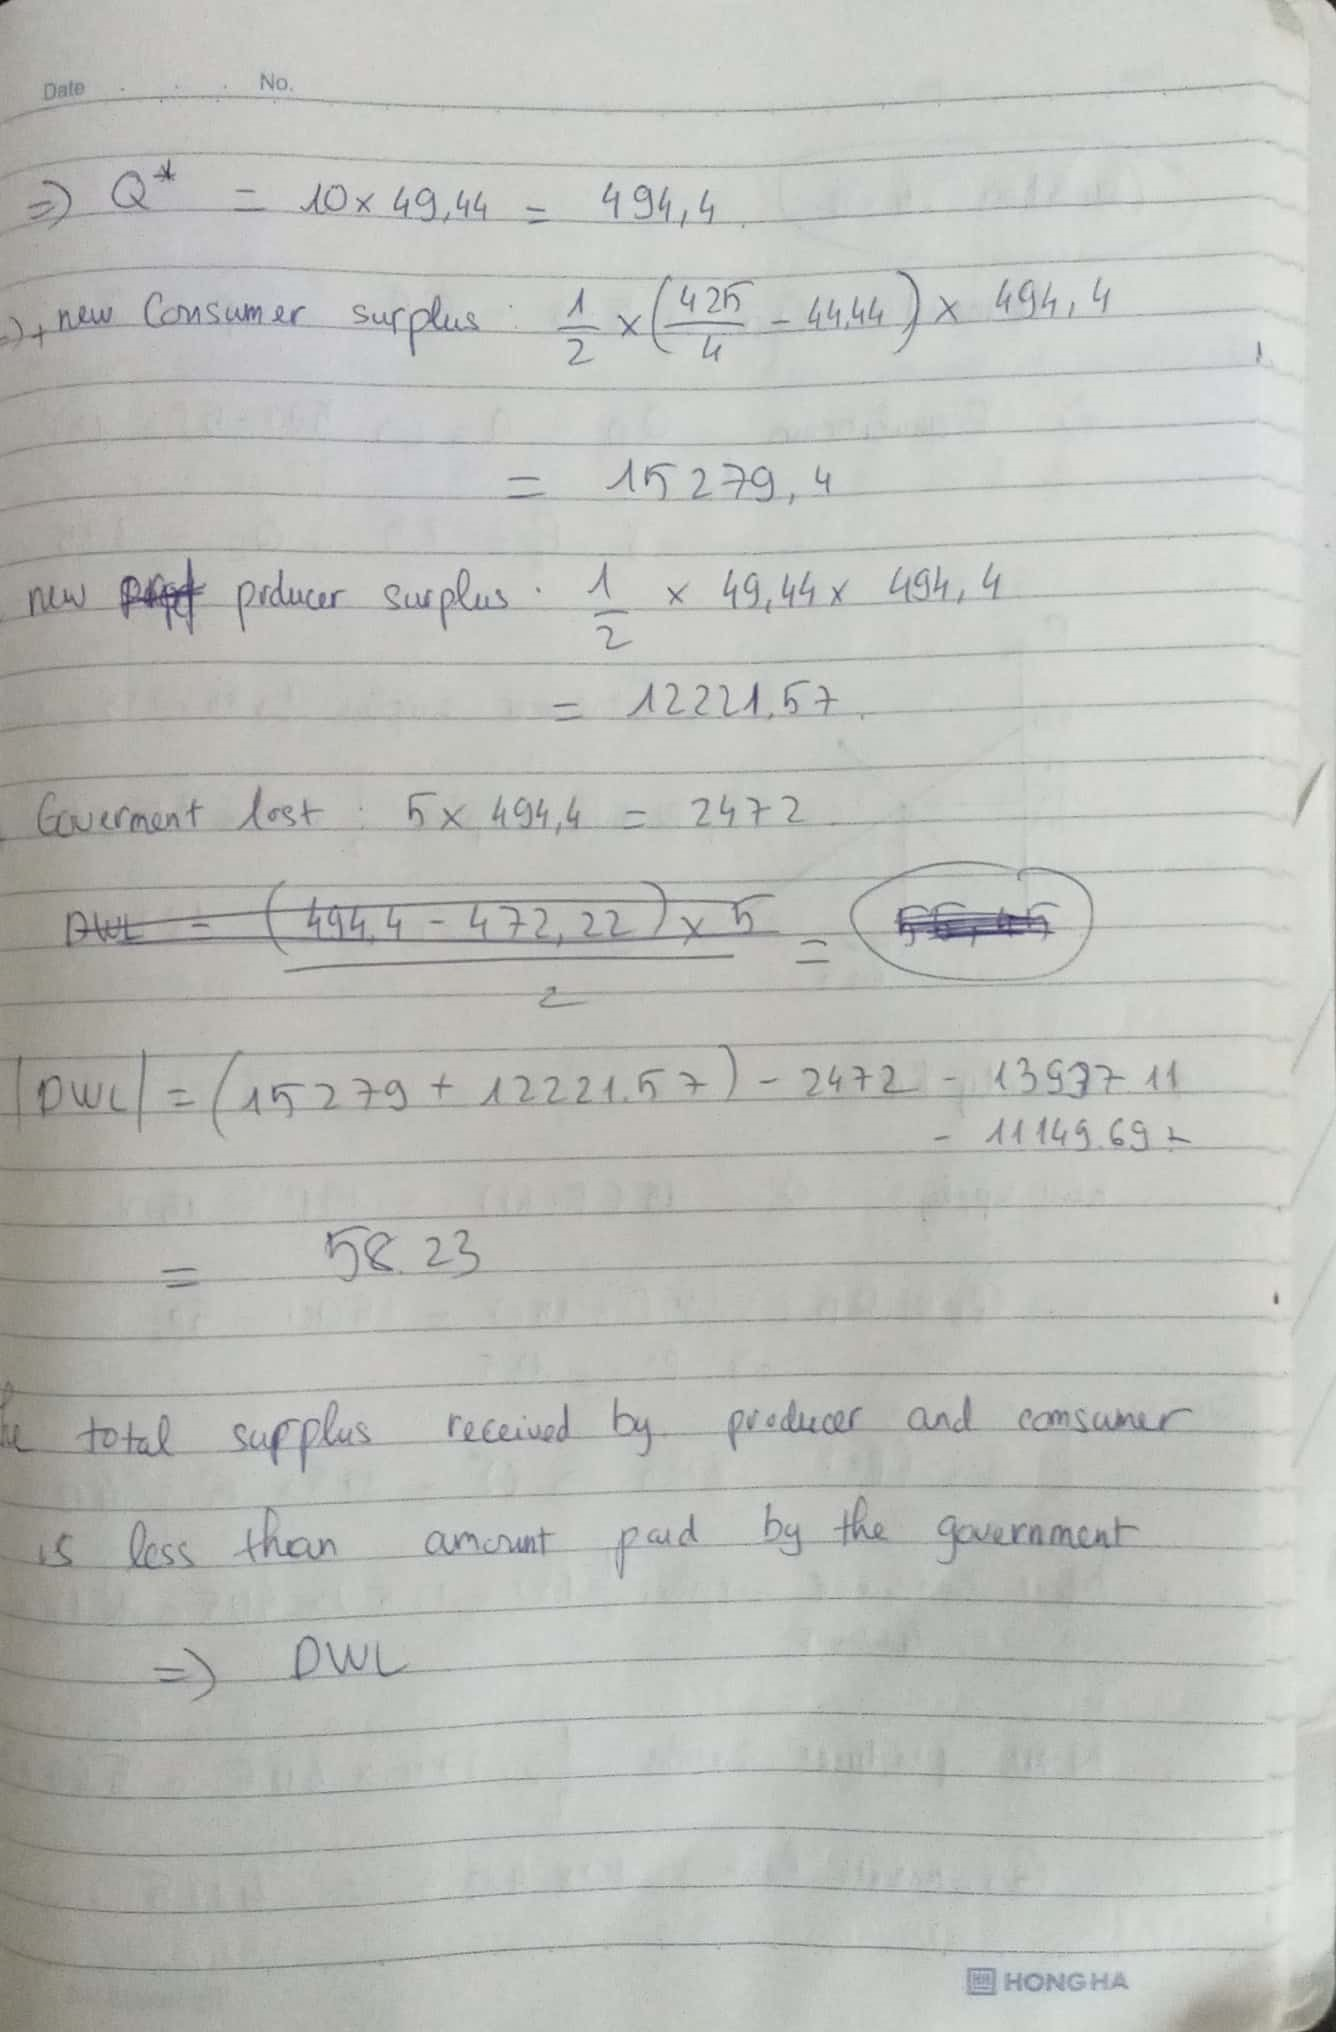 Date No.
=) Q* = 10 x 49,44 = 494,4
=)+ new Consumer surplus : 1/2 x (425/4 - 44,44) x 494,4
= 15279,4
new producer surplus : 1/2 x 49,44 x 494,4
= 12221,57
Goverment lost : 5 x 494,4 = 2472
DWL = (494,4 - 472,22) x 5 / 2 =
|DWL| = (15279 + 12221.57) - 2472 - 13937.11
- 11149.69
= 58.23
total surplus received by producer and comsumer
is less than amount paid by the government
=) DWL
HONG HA